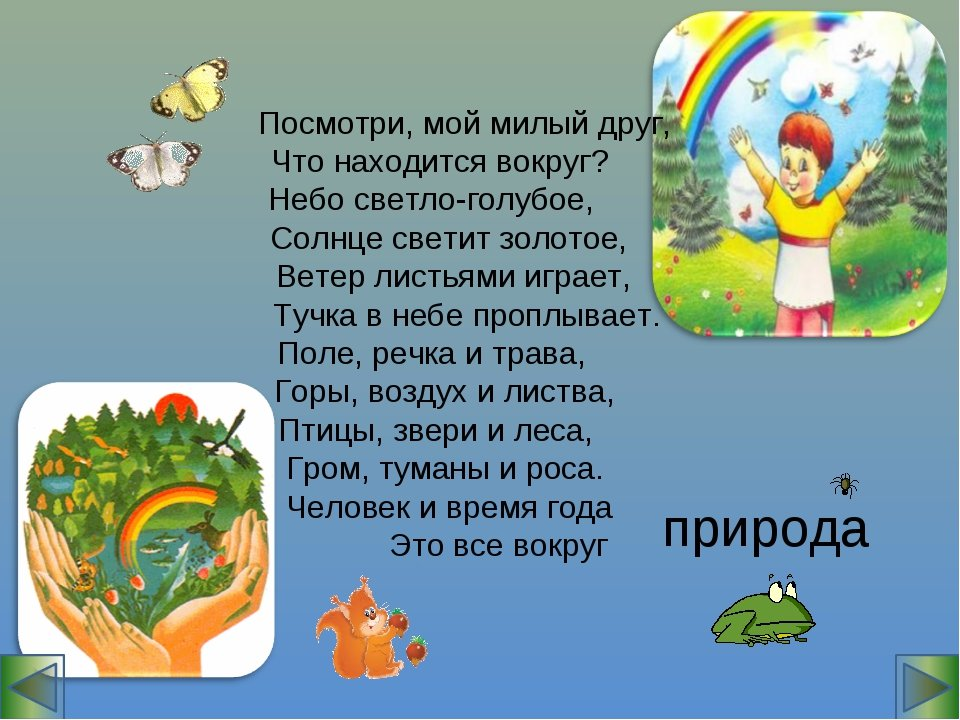 Посмотри, мой милый друг,
Что находится вокруг?
Небо светло-голубое,
Солнце светит золотое,
Ветер листьями играет,
Тучка в небе проплывает.
Поле, речка и трава,
Горы, воздух и листва,
Птицы, звери и леса,
Гром, туманы и роса.
Человек и время года
Это все вокруг
природа